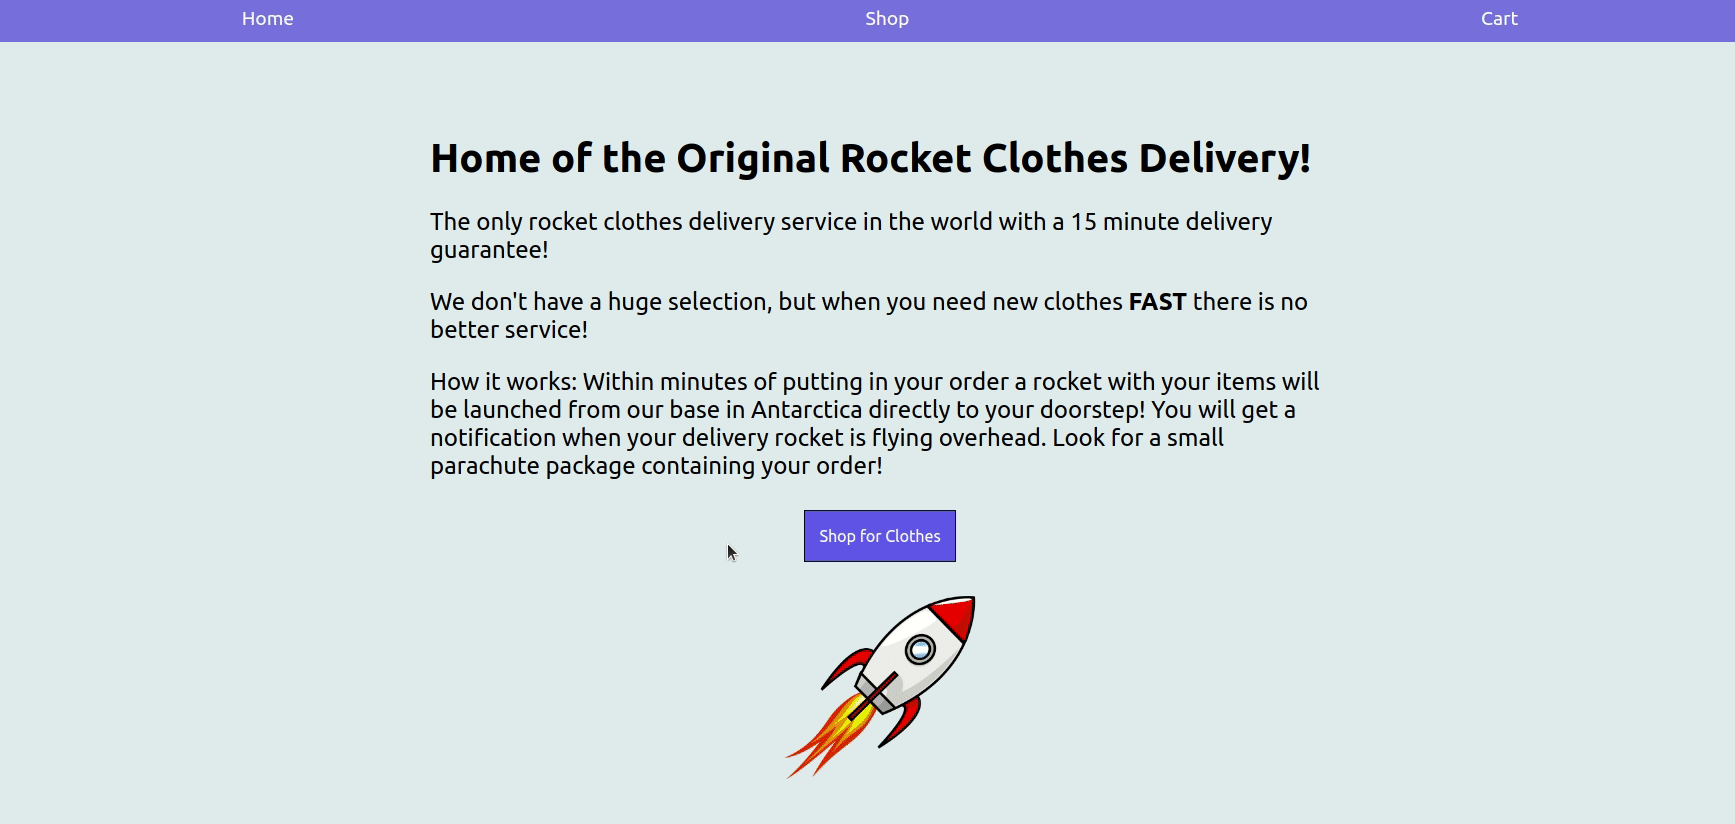 Home Shop Cart
Home of the Original Rocket Clothes Delivery!
The only rocket clothes delivery service in the world with a 15 minute delivery
guarantee!
We don't have a huge selection, but when you need new clothes FAST there is no
better service!
How it works: Within minutes of putting in your order a rocket with your items will
be launched from our base in Antarctica directly to your doorstep! You will get a
notification when your delivery rocket is flying overhead. Look for a small
parachute package containing your order!
Shop for Clothes